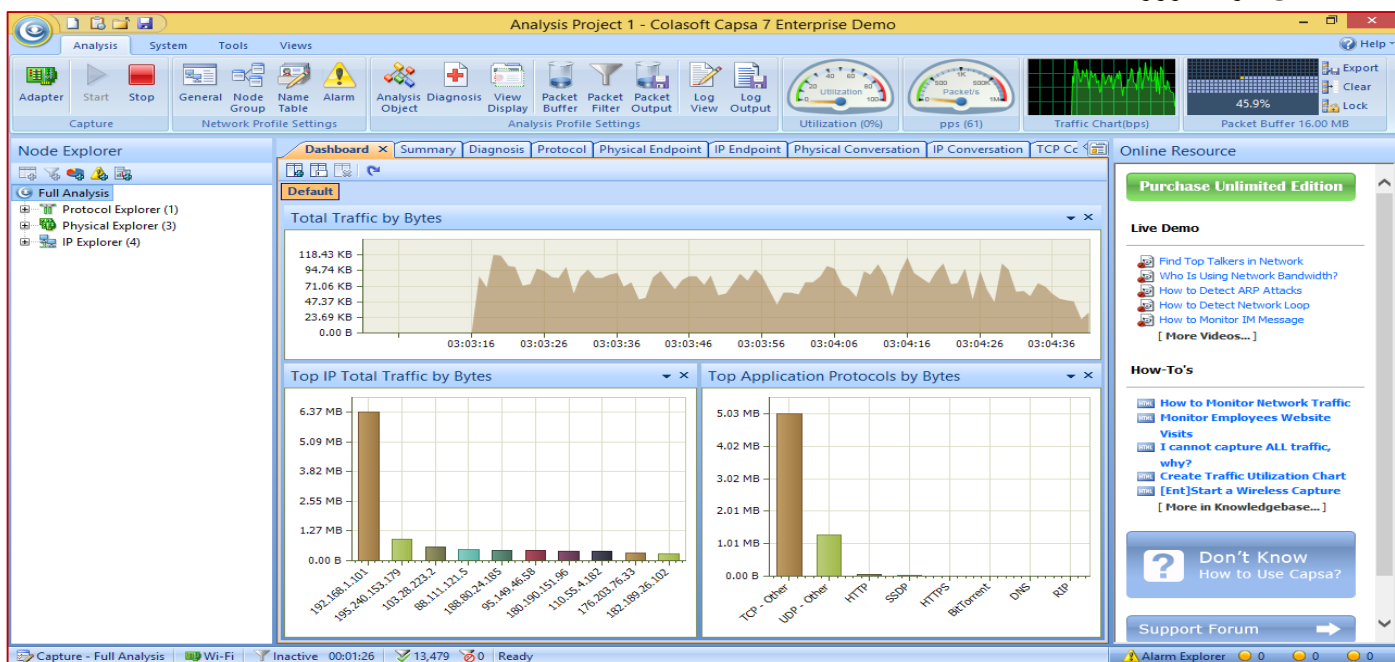 Analysis Project 1 - Colasoft Capsa 7 Enterprise Demo
Analysis System Tools Views
Help
Adapter Start Stop
Capture
General Node Group Name Table Alarm
Network Profile Settings
Analysis Object Diagnosis View Display Packet Buffer Packet Filter Packet Output Log View Log Output
Analysis Profile Settings
Utilization
Utilization (0%)
Packet/s
pps (61)
Traffic Chart(bps)
45.9%
Export
Clear
Lock
Packet Buffer 16.00 MB
Node Explorer
Full Analysis
Protocol Explorer (1)
Physical Explorer (3)
IP Explorer (4)
Dashboard Summary Diagnosis Protocol Physical Endpoint IP Endpoint Physical Conversation IP Conversation TCP Cc
Default
Total Traffic by Bytes
118.43 KB
94.74 KB
71.06 KB
47.37 KB
23.69 KB
0.00 B
03:03:16 03:03:26 03:03:36 03:03:46 03:03:56 03:04:06 03:04:16 03:04:26 03:04:36
Top IP Total Traffic by Bytes
6.37 MB
5.09 MB
3.82 MB
2.55 MB
1.27 MB
0.00 B
192.168.1.101 195.240.153.179 103.28.223.2 88.111.121.5 188.80.24.185 95.149.46.58 180.190.151.96 110.55.4.182 176.203.76.33 182.189.26.102
Top Application Protocols by Bytes
5.03 MB
4.02 MB
3.02 MB
2.01 MB
1.01 MB
0.00 B
TCP - Other UDP - Other HTTP SSDP HTTPS BitTorrent DNS RIP
Online Resource
Purchase Unlimited Edition
Live Demo
Find Top Talkers in Network
Who Is Using Network Bandwidth?
How to Detect ARP Attacks
How to Detect Network Loop
How to Monitor IM Message
[ More Videos... ]
How-To's
How to Monitor Network Traffic
Monitor Employees Website
Visits
I cannot capture ALL traffic,
why?
Create Traffic Utilization Chart
[Ent]Start a Wireless Capture
[ More in Knowledgebase... ]
Don't Know
How to Use Capsa?
Support Forum
Capture - Full Analysis Wi-Fi Inactive 00:01:26 13,479 0 Ready
Alarm Explorer 0 0 0